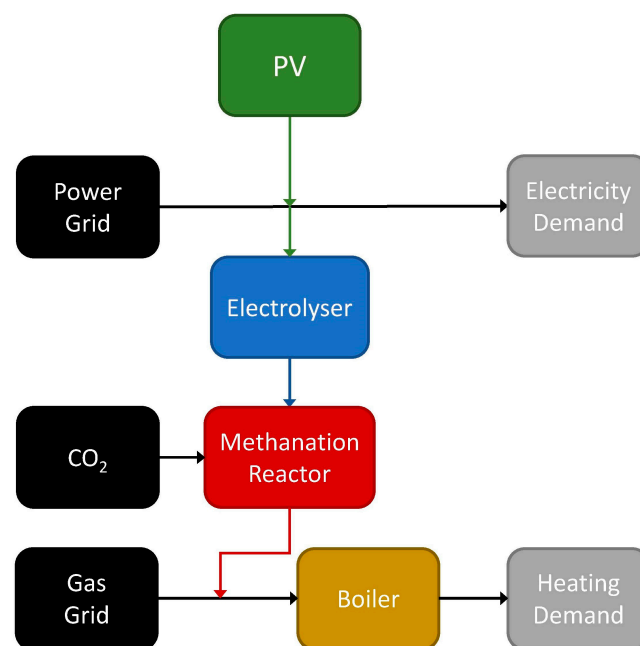 PV
Power
Grid
Electricity
Demand
Electrolyser
CO₂
Methanation
Reactor
Gas
Grid
Boiler
Heating
Demand